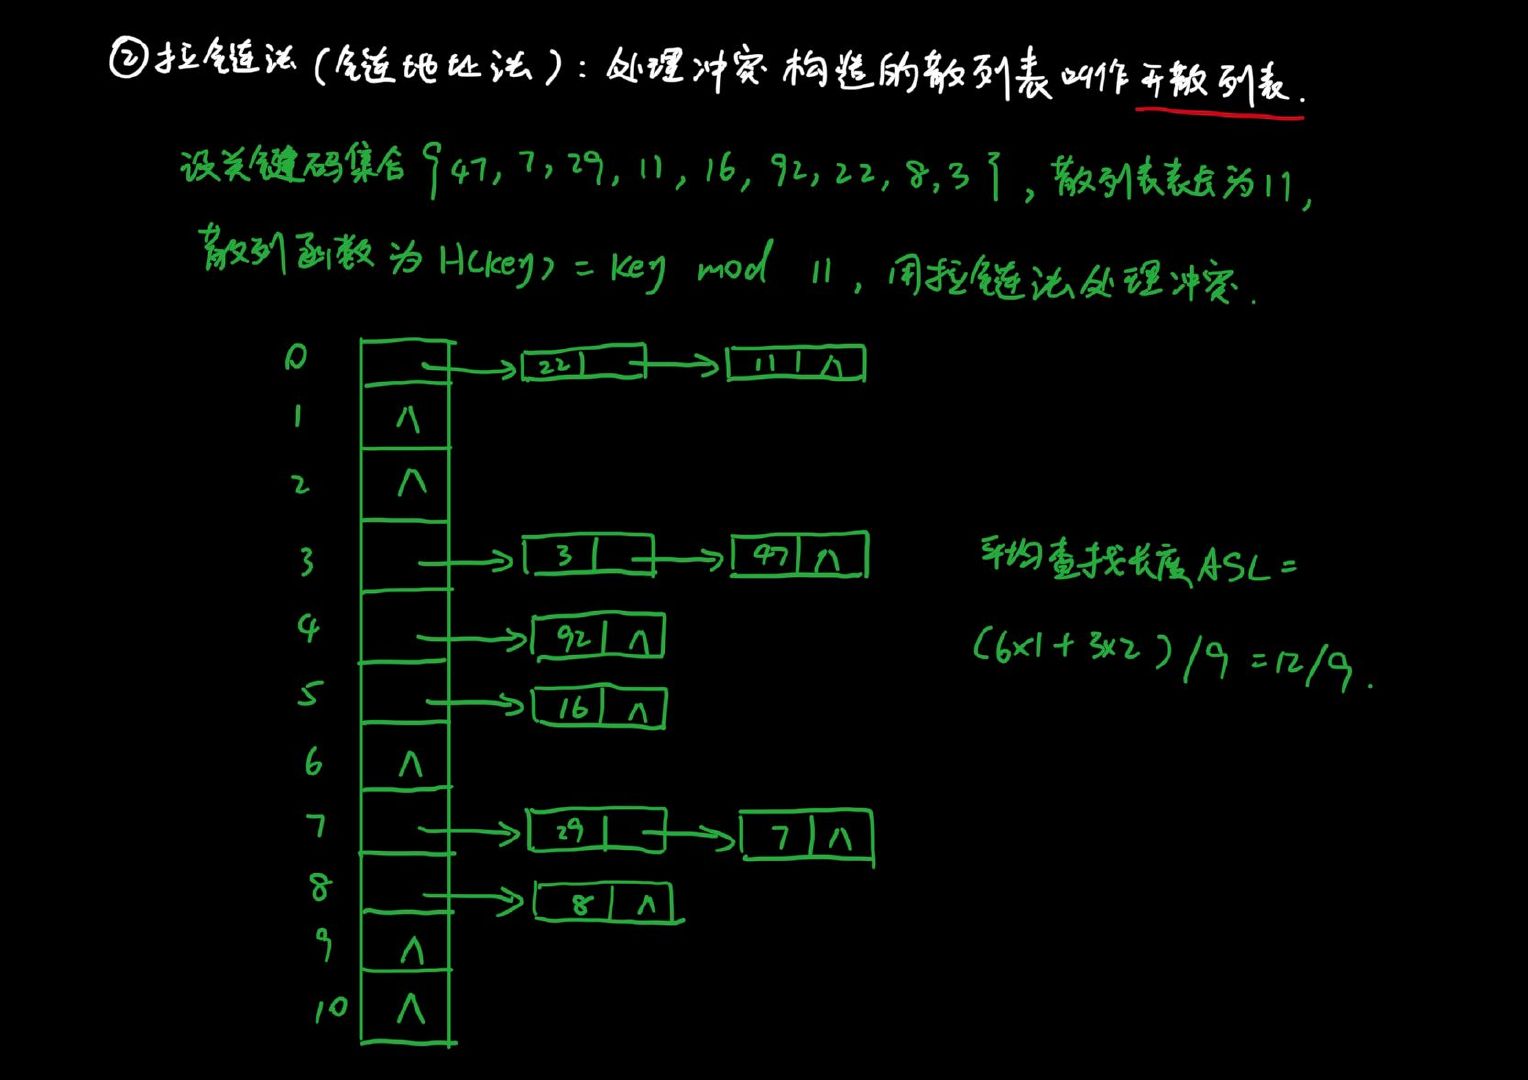 ②拉链法(链地址法): 处理冲突构造的散列表叫作开散列表.
设关键码集合{47, 7, 29, 11, 16, 92, 22, 8, 3}, 散列表表长为11,
散列函数为H(key) = key mod 11, 用拉链法处理冲突.
0 22 11 ∧
1 ∧
2 ∧
3 3 47 ∧
平均查找长度ASL =
4 92 ∧
(6x1 + 3x2)/9 = 12/9.
5 16 ∧
6 ∧
7 29 7 ∧
8 8 ∧
9 ∧
10 ∧